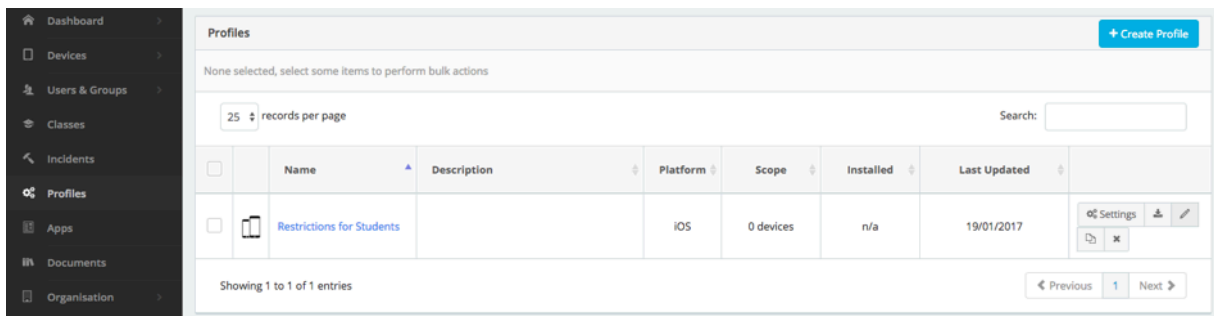 Dashboard
Devices
Users & Groups
Classes
Incidents
Profiles
Apps
Documents
Organisation
Profiles
+ Create Profile
None selected, select some items to perform bulk actions
25 records per page
Search:
Name Description Platform Scope Installed Last Updated
Restrictions for Students iOS 0 devices n/a 19/01/2017 Settings
Showing 1 to 1 of 1 entries
Previous 1 Next